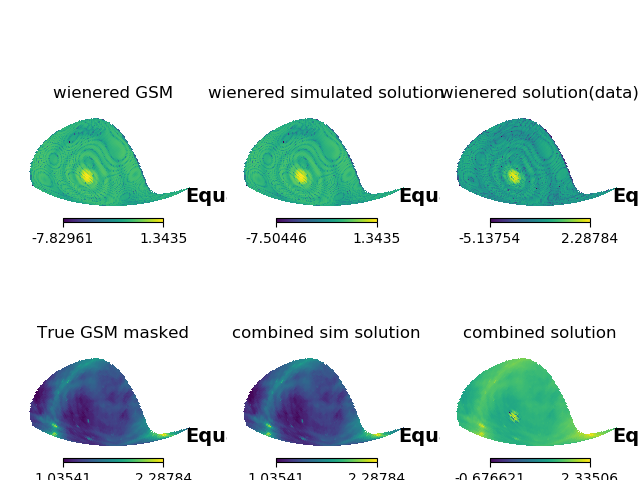 wienered GSM
wienered simulated solution
wienered solution(data)
Equ
Equ
Eq
-7.82961 1.3435
-7.50446 1.3435
-5.13754 2.28784
True GSM masked
combined sim solution
combined solution
Equ
Equ
Eq
1.03541 2.28784
1.03541 2.28784
-0.676621 2.33506